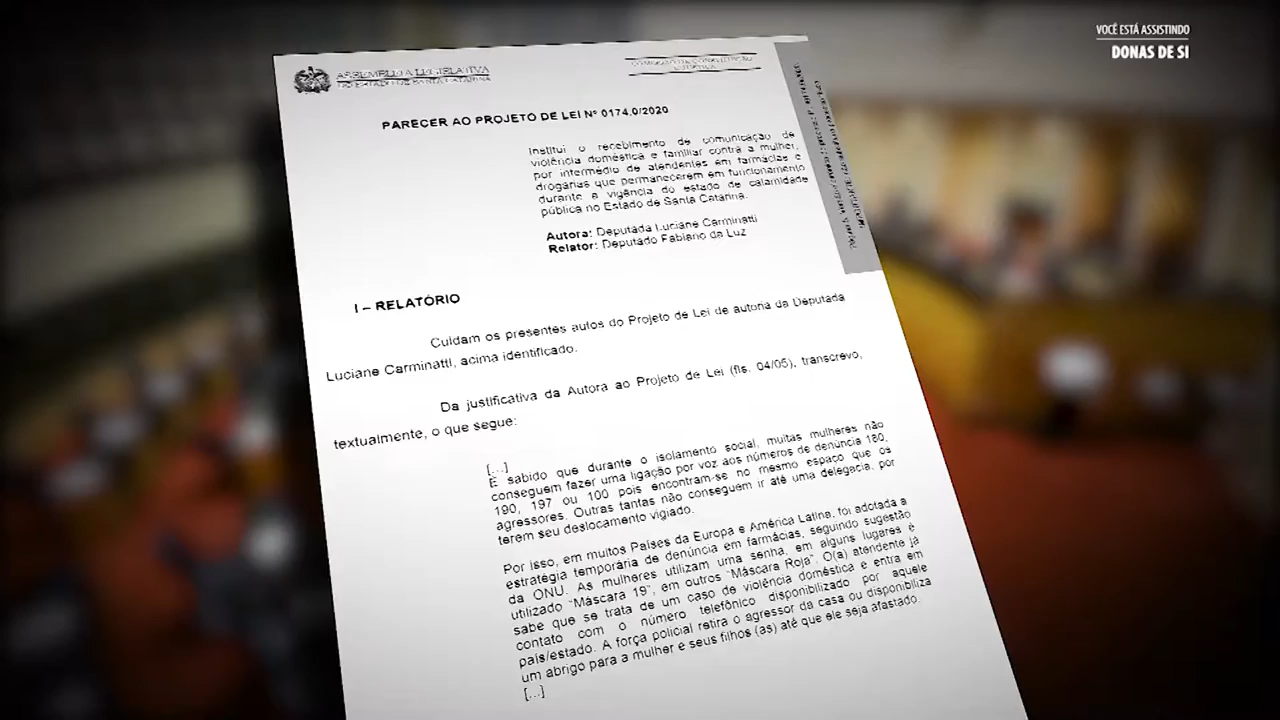 VOCÊ ESTÁ ASSISTINDO
DONAS DE SI
ASSEMBLEIA LEGISLATIVA
DO ESTADO DE SANTA CATARINA
COMISSÃO DE CONSTITUIÇÃO
E JUSTIÇA
PARECER AO PROJETO DE LEI Nº 0174.0/2020
Institui o recebimento de comunicação de
violência doméstica e familiar contra a mulher,
por intermédio de atendentes em farmácias e
drogarias que permanecerem em funcionamento
durante a vigência do estado de calamidade
pública no Estado de Santa Catarina.
Autora: Deputada Luciane Carminatti
Relator: Deputado Fabiano da Luz
I – RELATÓRIO
Cuidam os presentes autos do Projeto de Lei de autoria da Deputada
Luciane Carminatti, acima identificado.
Da justificativa da Autora ao Projeto de Lei (fls. 04/05), transcrevo,
textualmente, o que segue:
[...]
É sabido que durante o isolamento social, muitas mulheres não
conseguem fazer uma ligação por voz aos números de denúncia 180,
190, 197 ou 100 pois encontram-se no mesmo espaço que os
agressores. Outras tantas não conseguem ir até uma delegacia, por
terem seu deslocamento vigiado.
Por isso, em muitos Países da Europa e América Latina, foi adotada a
estratégia temporária de denúncia em farmácias, seguindo sugestão
da ONU. As mulheres utilizam uma senha, em alguns lugares é
utilizado "Máscara 19", em outros "Máscara Roja". O(a) atendente já
sabe que se trata de um caso de violência doméstica e entra em
contato com o número telefônico disponibilizado por aquele
país/estado. A força policial retira o agressor da casa ou disponibiliza
um abrigo para a mulher e seus filhos (as) até que ele seja afastado.
[...]